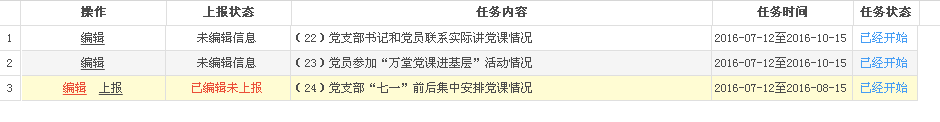 操作 上报状态 任务内容 任务时间 任务状态
1 编辑 未编辑信息 （22）党支部书记和党员联系实际讲党课情况 2016-07-12至2016-10-15 已经开始
2 编辑 未编辑信息 （23）党员参加“万堂党课进基层”活动情况 2016-07-12至2016-10-15 已经开始
3 编辑 上报 已编辑未上报 （24）党支部“七一”前后集中安排党课情况 2016-07-12至2016-08-15 已经开始